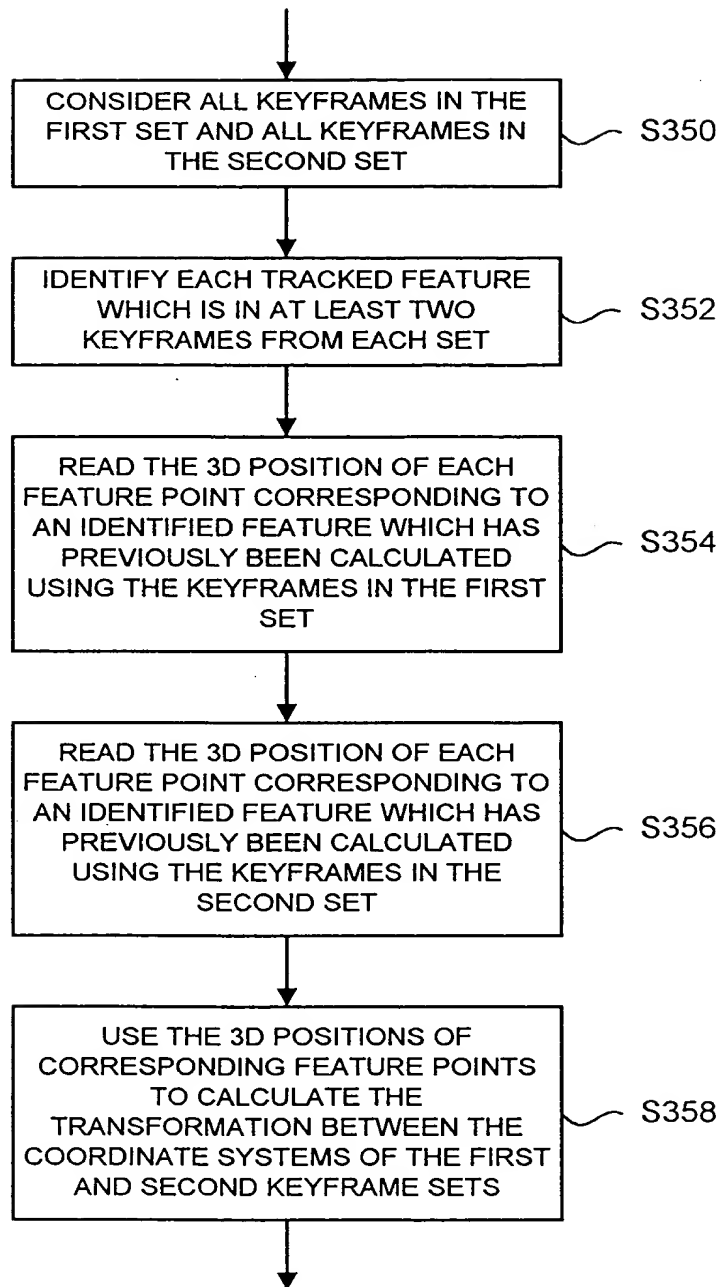 CONSIDER ALL KEYFRAMES IN THE
FIRST SET AND ALL KEYFRAMES IN
THE SECOND SET
S350
IDENTIFY EACH TRACKED FEATURE
WHICH IS IN AT LEAST TWO
KEYFRAMES FROM EACH SET
S352
READ THE 3D POSITION OF EACH
FEATURE POINT CORRESPONDING TO
AN IDENTIFIED FEATURE WHICH HAS
PREVIOUSLY BEEN CALCULATED
USING THE KEYFRAMES IN THE FIRST
SET
S354
READ THE 3D POSITION OF EACH
FEATURE POINT CORRESPONDING TO
AN IDENTIFIED FEATURE WHICH HAS
PREVIOUSLY BEEN CALCULATED
USING THE KEYFRAMES IN THE
SECOND SET
S356
USE THE 3D POSITIONS OF
CORRESPONDING FEATURE POINTS
TO CALCULATE THE
TRANSFORMATION BETWEEN THE
COORDINATE SYSTEMS OF THE FIRST
AND SECOND KEYFRAME SETS
S358